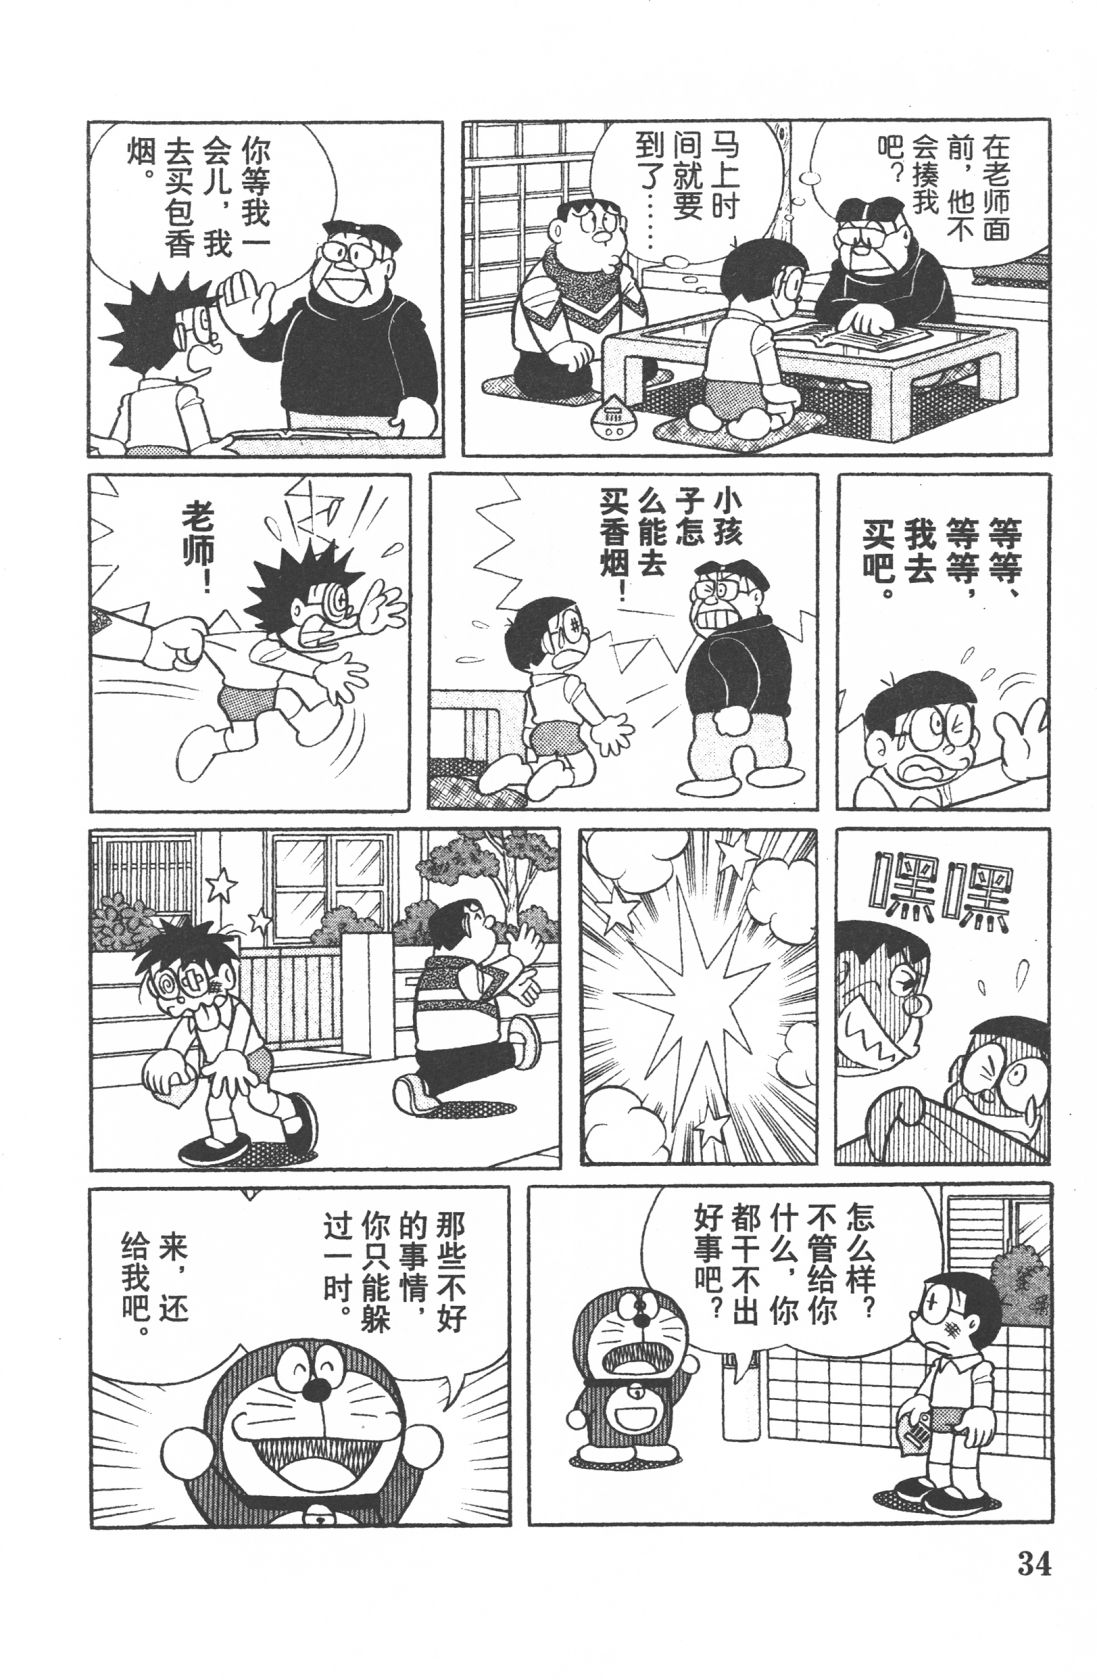 在老师面
前，他不
会揍我
吧？
马上时
间就要
到了……
你等我一
会儿，我
去买包香
烟。
等等、
等等，
我去
买吧。
小孩
子怎
么能去
买香烟！
老师！
嘿嘿
怎么样？
不管给你
什么，你
都干不出
好事吧？
那些不好
的事情，
你只能躲
过一时。
来，还
给我吧。
34